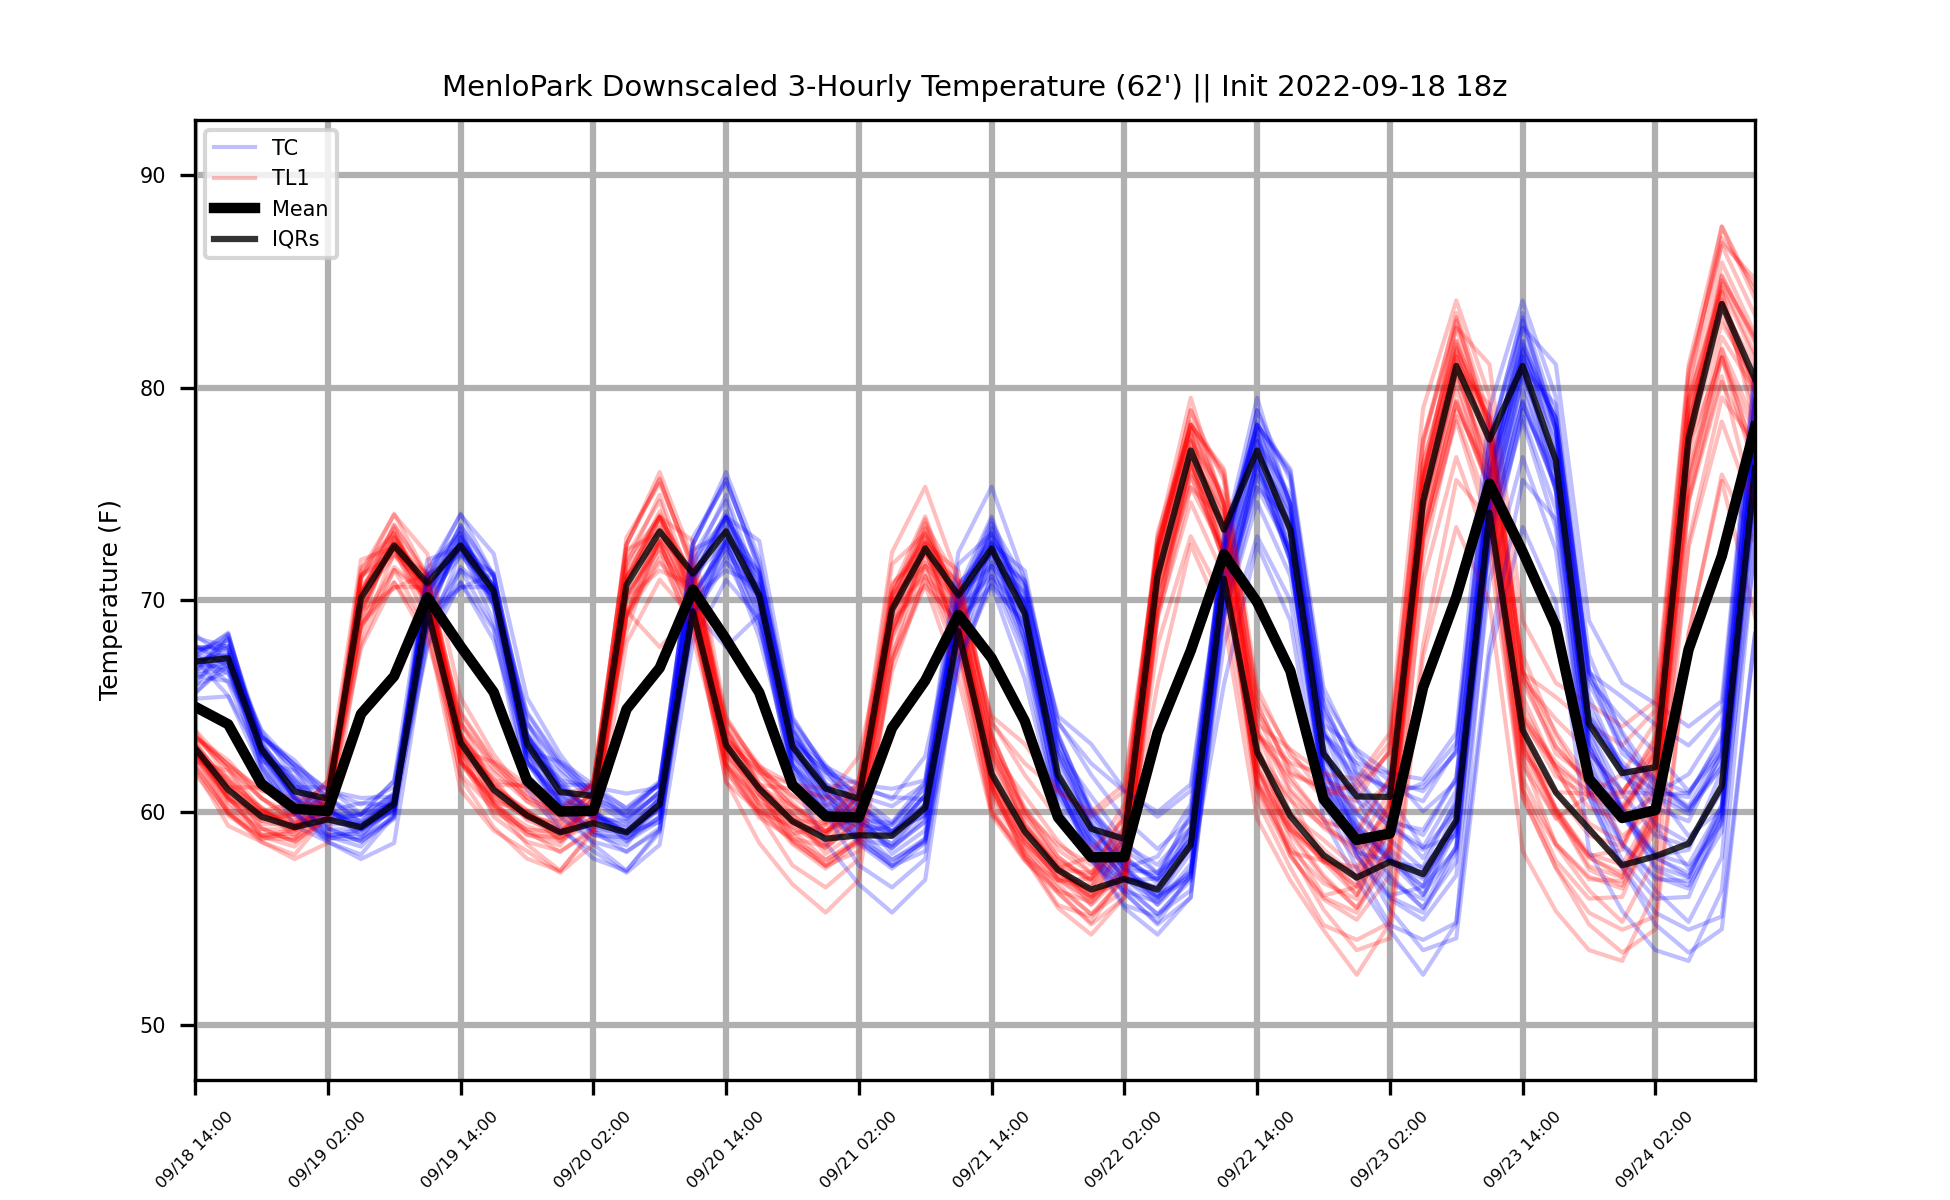 MenloPark Downscaled 3-Hourly Temperature (62') || Init 2022-09-18 18z
TC
TL1
Mean
IQRs
Temperature (F)
90
80
70
60
50
09/18 14:00
09/19 02:00
09/19 14:00
09/20 02:00
09/20 14:00
09/21 02:00
09/21 14:00
09/22 02:00
09/22 14:00
09/23 02:00
09/23 14:00
09/24 02:00